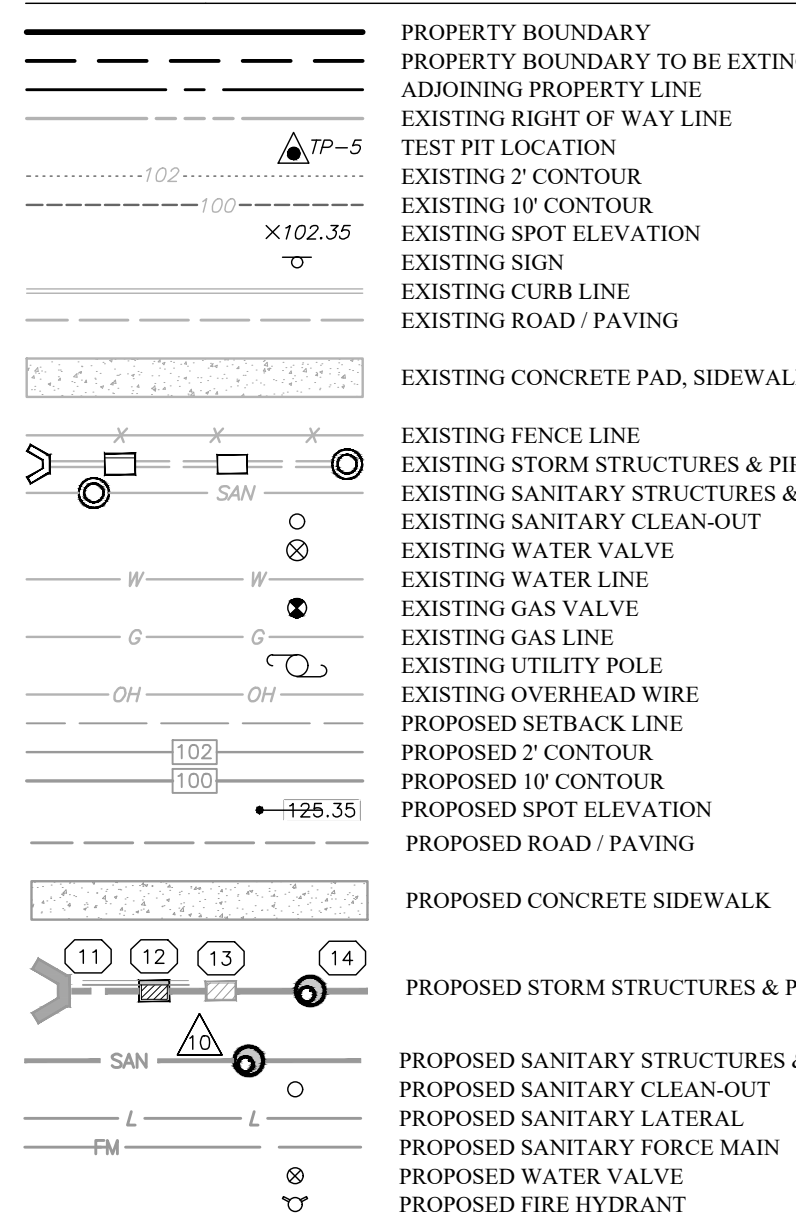 PROPERTY BOUNDARY
PROPERTY BOUNDARY TO BE
ADJOINING PROPERTY LINE
EXISTING RIGHT OF WAY LINE
TP-5 TEST PIT LOCATION
102 EXISTING 2' CONTOUR
100 EXISTING 10' CONTOUR
×102.35 EXISTING SPOT ELEVATION
EXISTING SIGN
EXISTING CURB LINE
EXISTING ROAD / PAVING
EXISTING CONCRETE PAD,
X X X EXISTING FENCE LINE
EXISTING STORM STRUCTURES &
SAN EXISTING SANITARY STRUCTURES &
EXISTING SANITARY CLEAN-OUT
EXISTING WATER VALVE
W W EXISTING WATER LINE
EXISTING GAS VALVE
G G EXISTING GAS LINE
EXISTING UTILITY POLE
OH OH EXISTING OVERHEAD WIRE
PROPOSED SETBACK LINE
102 PROPOSED 2' CONTOUR
100 PROPOSED 10' CONTOUR
125.35 PROPOSED SPOT ELEVATION
PROPOSED ROAD / PAVING
PROPOSED CONCRETE SIDEWALK
11 12 13 14
PROPOSED STORM STRUCTURES &
10
SAN PROPOSED SANITARY STRUCTURES &
PROPOSED SANITARY CLEAN-OUT
L L PROPOSED SANITARY LATERAL
FM PROPOSED SANITARY FORCE MAIN
PROPOSED WATER VALVE
PROPOSED FIRE HYDRANT